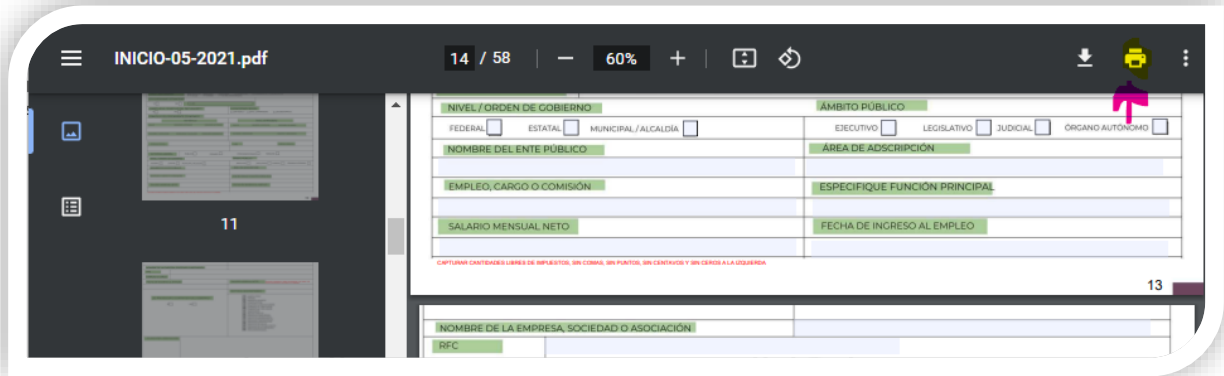 INICIO-05-2021.pdf 14 / 58 60%
11
NIVEL / ORDEN DE GOBIERNO ÁMBITO PÚBLICO
FEDERAL ESTATAL MUNICIPAL / ALCALDÍA EJECUTIVO LEGISLATIVO JUDICIAL ÓRGANO AUTÓNOMO
NOMBRE DEL ENTE PÚBLICO ÁREA DE ADSCRIPCIÓN
EMPLEO, CARGO O COMISIÓN ESPECIFIQUE FUNCIÓN PRINCIPAL
SALARIO MENSUAL NETO FECHA DE INGRESO AL EMPLEO
CAPTURAR CANTIDADES LIBRES DE IMPUESTOS, SIN COMAS, SIN PUNTOS, SIN CENTAVOS Y SIN CEROS A LA IZQUIERDA
13
NOMBRE DE LA EMPRESA, SOCIEDAD O ASOCIACIÓN
RFC